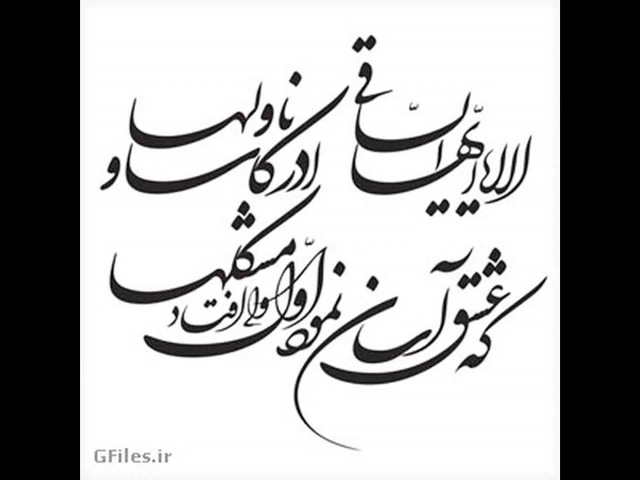 الا یا ایها الساقی ادر کاسا و ناولها
که عشق آسان نمود اول ولی افتاد مشکلها
GFiles.ir